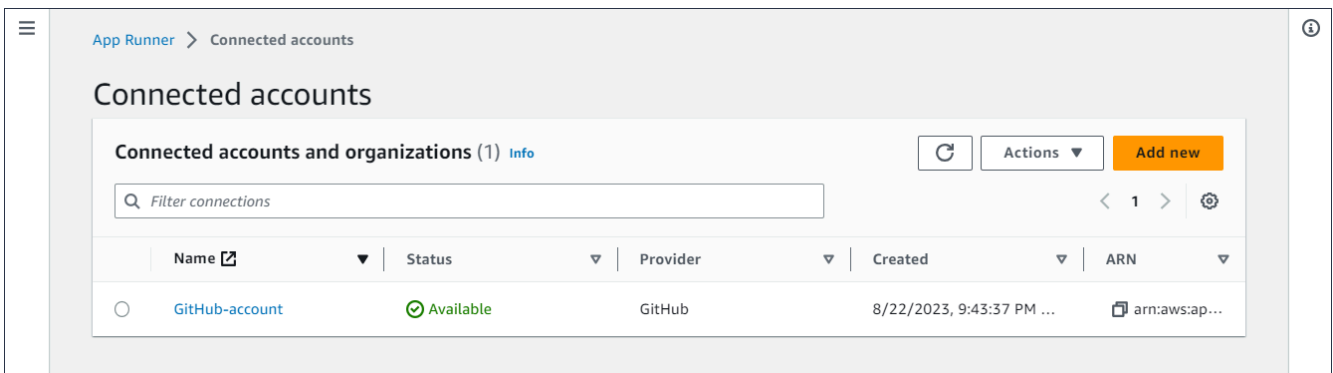 App Runner > Connected accounts
Connected accounts
Connected accounts and organizations (1) Info
Actions
Add new
Filter connections
1
Name Status Provider Created ARN
GitHub-account Available GitHub 8/22/2023, 9:43:37 PM ... arn:aws:ap...